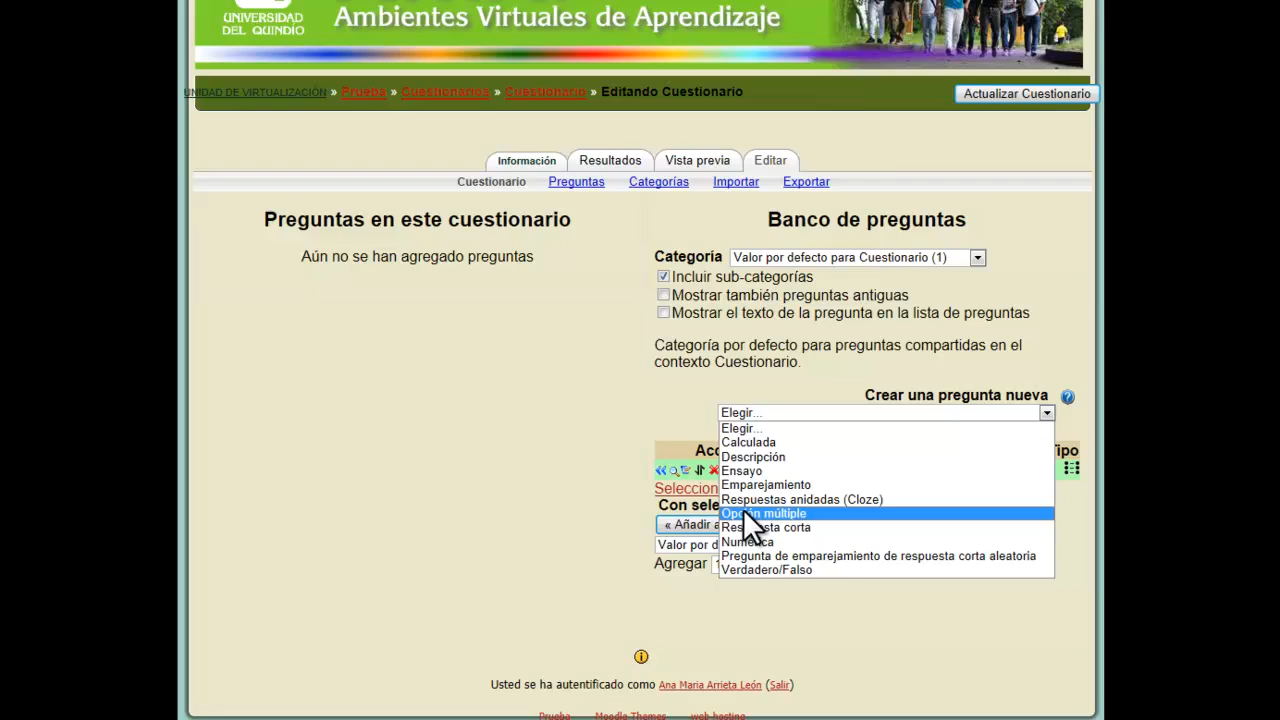 UNIVERSIDAD
DEL QUINDÍO
Ambientes Virtuales de Aprendizaje
UNIDAD DE VIRTUALIZACIÓN » Prueba » Cuestionarios » Cuestionario » Editando Cuestionario
Actualizar Cuestionario
Información Resultados Vista previa Editar
Cuestionario Preguntas Categorías Importar Exportar
Preguntas en este cuestionario
Aún no se han agregado preguntas
Banco de preguntas
Categoría Valor por defecto para Cuestionario (1)
Incluir sub-categorías
Mostrar también preguntas antiguas
Mostrar el texto de la pregunta en la lista de preguntas
Categoría por defecto para preguntas compartidas en el
contexto Cuestionario.
Crear una pregunta nueva
Elegir...
Elegir...
Calculada
Descripción
Ensayo
Emparejamiento
Respuestas anidadas (Cloze)
Opción múltiple
Respuesta corta
Numérica
Pregunta de emparejamiento de respuesta corta aleatoria
Verdadero/Falso
Con
« Añadir
Valor por
Agregar
Usted se ha autentificado como Ana Maria Arrieta León (Salir)
Prueba Moodle Themes web hosting